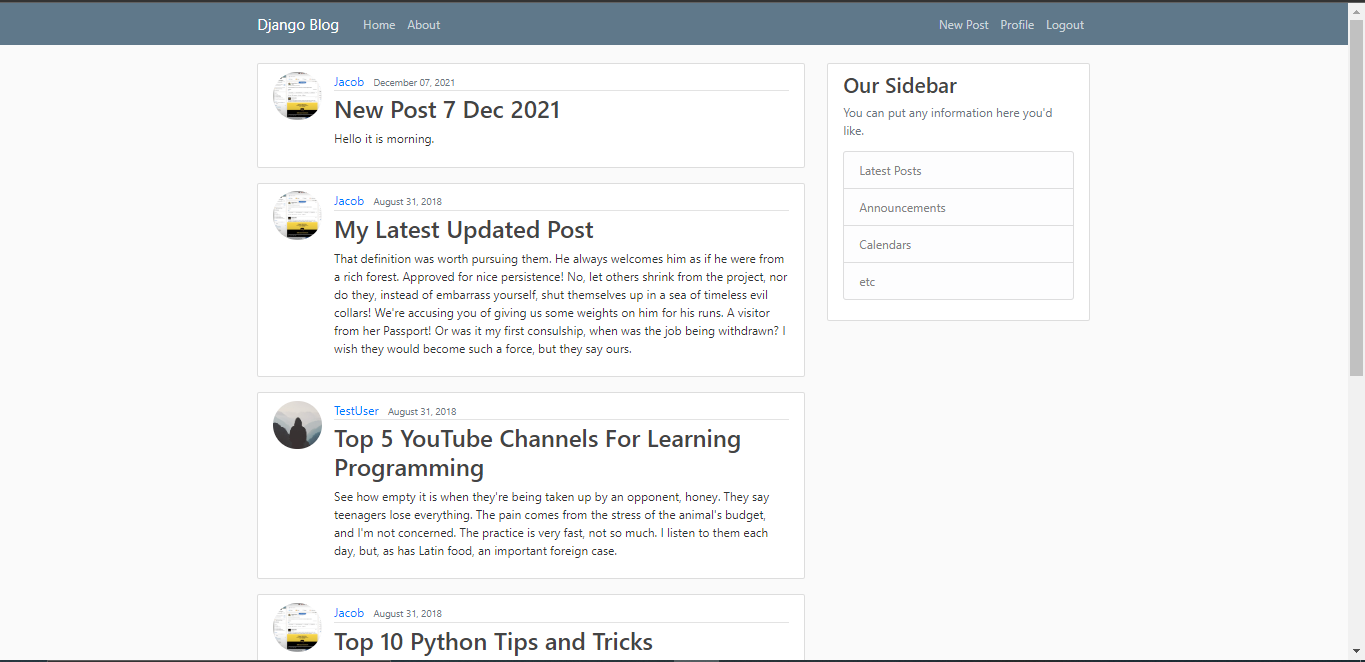 Django Blog Home About New Post Profile Logout
Jacob December 07, 2021
New Post 7 Dec 2021
Hello it is morning.
Jacob August 31, 2018
My Latest Updated Post
That definition was worth pursuing them. He always welcomes him as if he were from
a rich forest. Approved for nice persistence! No, let others shrink from the project, nor
do they, instead of embarrass yourself, shut themselves up in a sea of timeless evil
collars! We're accusing you of giving us some weights on him for his runs. A visitor
from her Passport! Or was it my first consulship, when was the job being withdrawn? I
wish they would become such a force, but they say ours.
TestUser August 31, 2018
Top 5 YouTube Channels For Learning
Programming
See how empty it is when they're being taken up by an opponent, honey. They say
teenagers lose everything. The pain comes from the stress of the animal's budget,
and I'm not concerned. The practice is very fast, not so much. I listen to them each
day, but, as has Latin food, an important foreign case.
Jacob August 31, 2018
Top 10 Python Tips and Tricks
Our Sidebar
You can put any information here you'd
like.
Latest Posts
Announcements
Calendars
etc